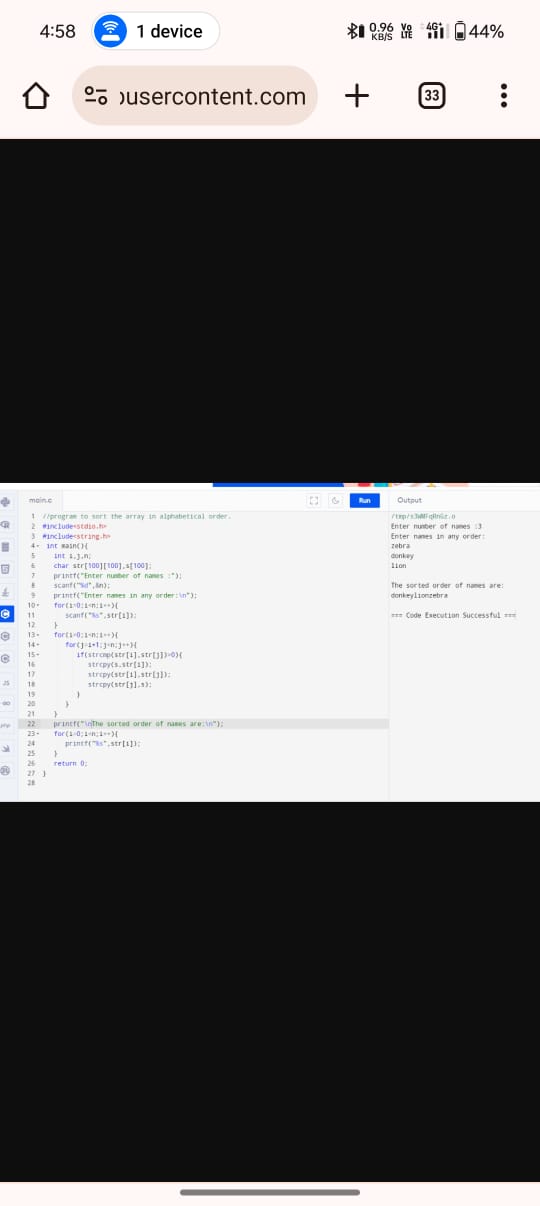 4:58
1 device
0.96
KB/S
Vo
LTE
4G+
44%
ousercontent.com
33
main.c
Run
Output
1 //program to sort the array in alphabetical order.
2 #include<stdio.h>
3 #include<string.h>
4 int main(){
5 int i,j,n;
6 char str[100][100],s[100];
7 printf("Enter number of names :");
8 scanf("%d",&n);
9 printf("Enter names in any order:\n");
10 for(i=0;i<n;i++){
11 scanf("%s",str[i]);
12 }
13 for(i=0;i<n;i++){
14 for(j=i+1;j<n;j++){
15 if(strcmp(str[i],str[j])>0){
16 strcpy(s,str[i]);
17 strcpy(str[i],str[j]);
18 strcpy(str[j],s);
19 }
20 }
21 }
22 printf("\nThe sorted order of names are:\n");
23 for(i=0;i<n;i++){
24 printf("%s",str[i]);
25 }
26 return 0;
27 }
28
Enter number of names :3
Enter names in any order:
zebra
donkey
lion
The sorted order of names are:
donkeylionzebra
=== Code Execution Successful ===
JS
GO
php